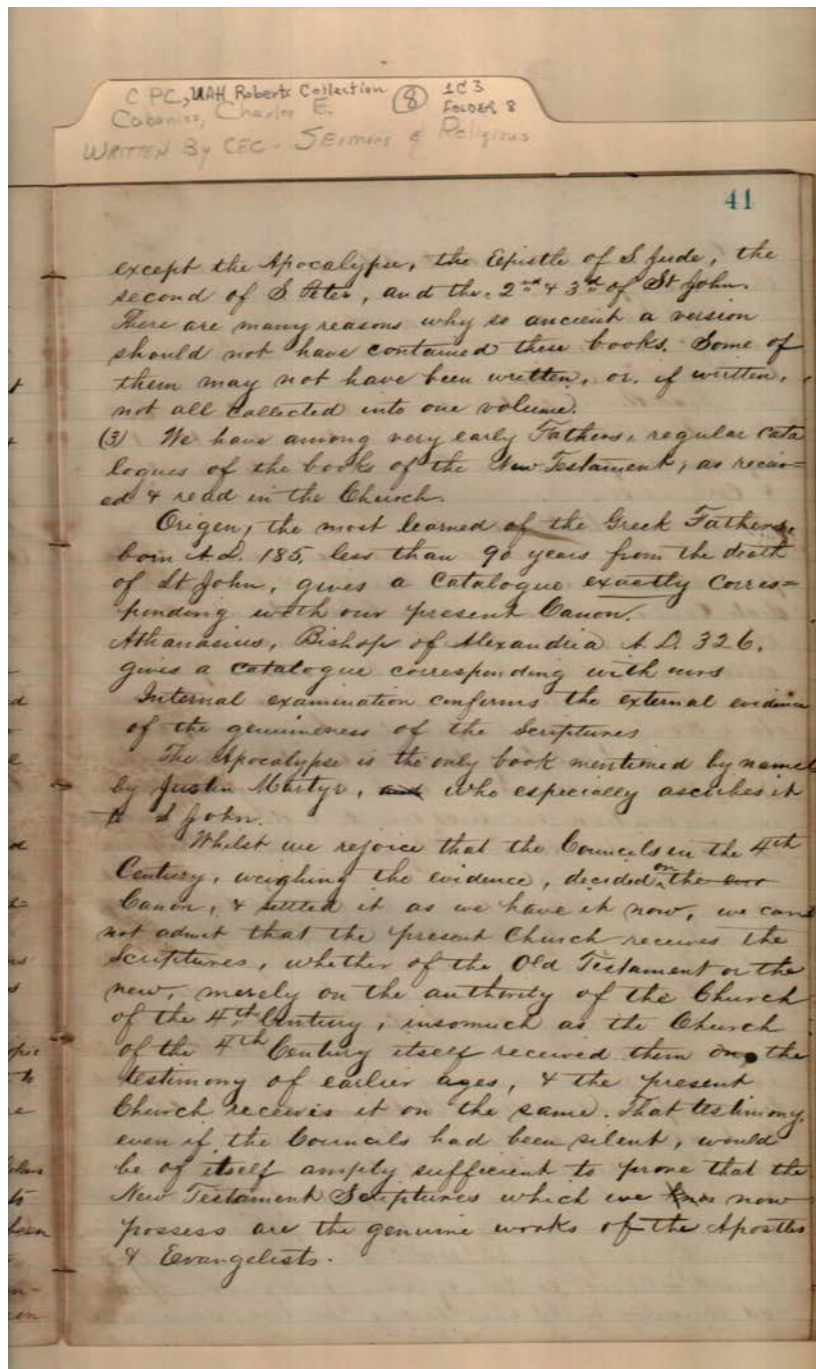 C PC, UAH Roberts Collection 8 1C3
Cabaniss, Charles E. FOLDER 8
WRITTEN By CEC - SERMONS & Religious
41
except the Apocalypse, the Epistle of S Jude, the
second of S Peter, and the 2nd & 3d of St John.
There are many reasons why so ancient a version
should not have contained these books. Some of
them may not have been written, or, if written,
not all collected into one volume.
(3) We have among very early Fathers, regular cata
logues of the books of the New Testament, as receiv=
ed & read in the Church.
Origen, the most learned of the Greek Fathers,
born A.D. 185, less than 90 years from the death
of St John, gives a Catalogue exactly corres=
ponding with our present Canon.
Athanasius, Bishop of Alexandria A.D. 326,
gives a catalogue corresponding with ours
Internal examination confirms the external evidence
of the genuineness of the Scriptures
The Apocalypse is the only book mentioned by name
by Justin Martyr, and who especially ascribes it
to S John.
Whilst we rejoice that the Councils in the 4th
Century, weighing the evidence, decided on the our
Canon, & settled it as we have it now, we can
not admit that the present Church receives the
Scriptures, whether of the Old Testament or the
new, merely on the authority of the Church
of the 4th Century, insomuch as the Church
of the 4th Century itself received them on the
testimony of earlier ages, & the present
Church receives it on the same. That testimony,
even if the Councils had been silent, would
be of itself amply sufficient to prove that the
New Testament Scriptures which we know now
possess are the genuine works of the Apostles
& Evangelists.